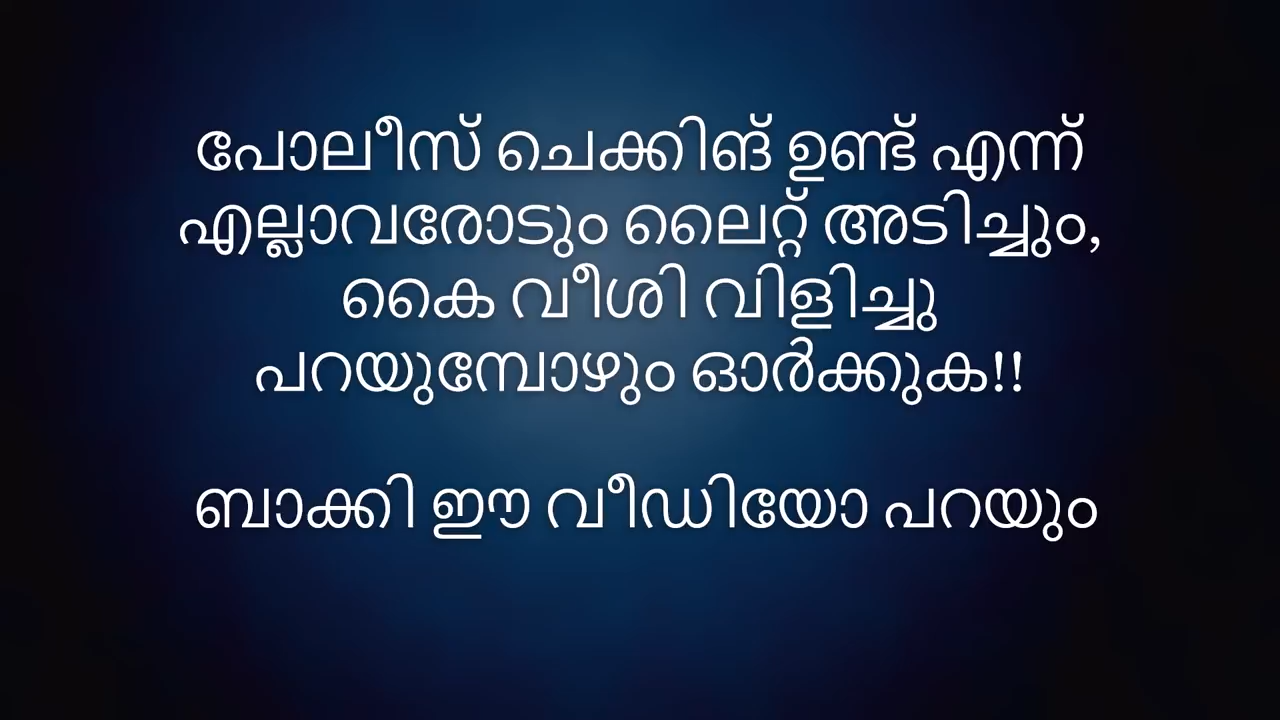 പോലീസ് ചെക്കിങ് ഉണ്ട് എന്ന്
എല്ലാവരോടും ലൈറ്റ് അടിച്ചും,
കൈ വീശി വിളിച്ചു
പറയുമ്പോഴും ഓർക്കുക!!
ബാക്കി ഈ വീഡിയോ പറയും